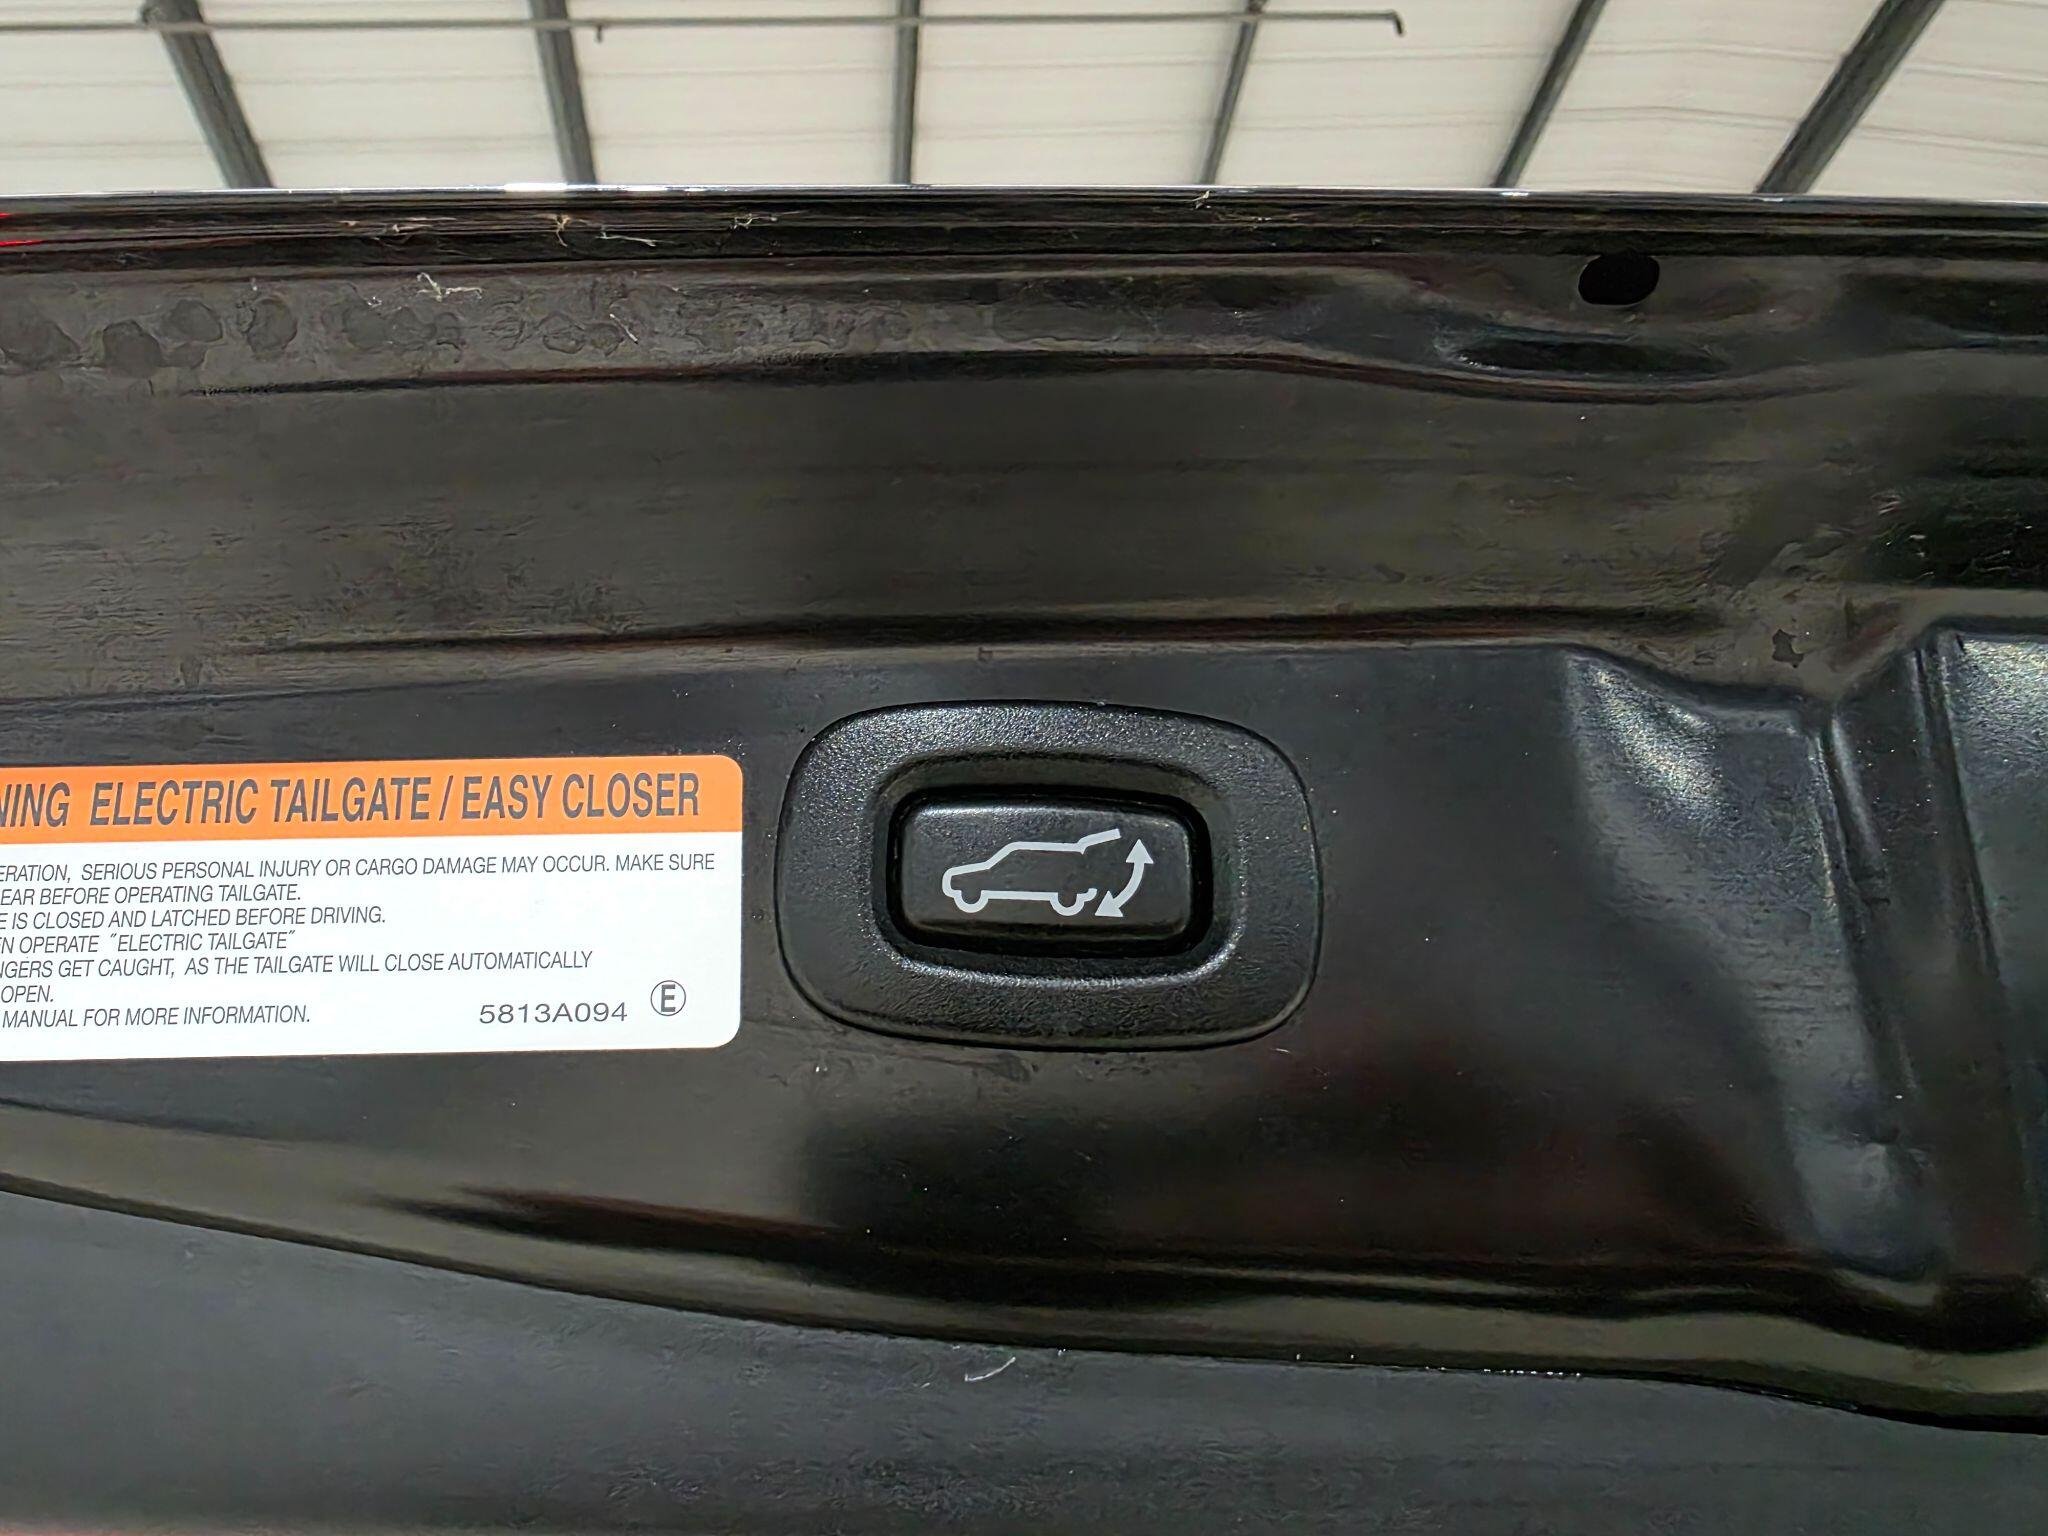 NING ELECTRIC TAILGATE / EASY CLOSER
ERATION, SERIOUS PERSONAL INJURY OR CARGO DAMAGE MAY OCCUR. MAKE SURE
EAR BEFORE OPERATING TAILGATE.
E IS CLOSED AND LATCHED BEFORE DRIVING.
EN OPERATE "ELECTRIC TAILGATE"
NGERS GET CAUGHT, AS THE TAILGATE WILL CLOSE AUTOMATICALLY
OPEN.
MANUAL FOR MORE INFORMATION. 5813A094 E